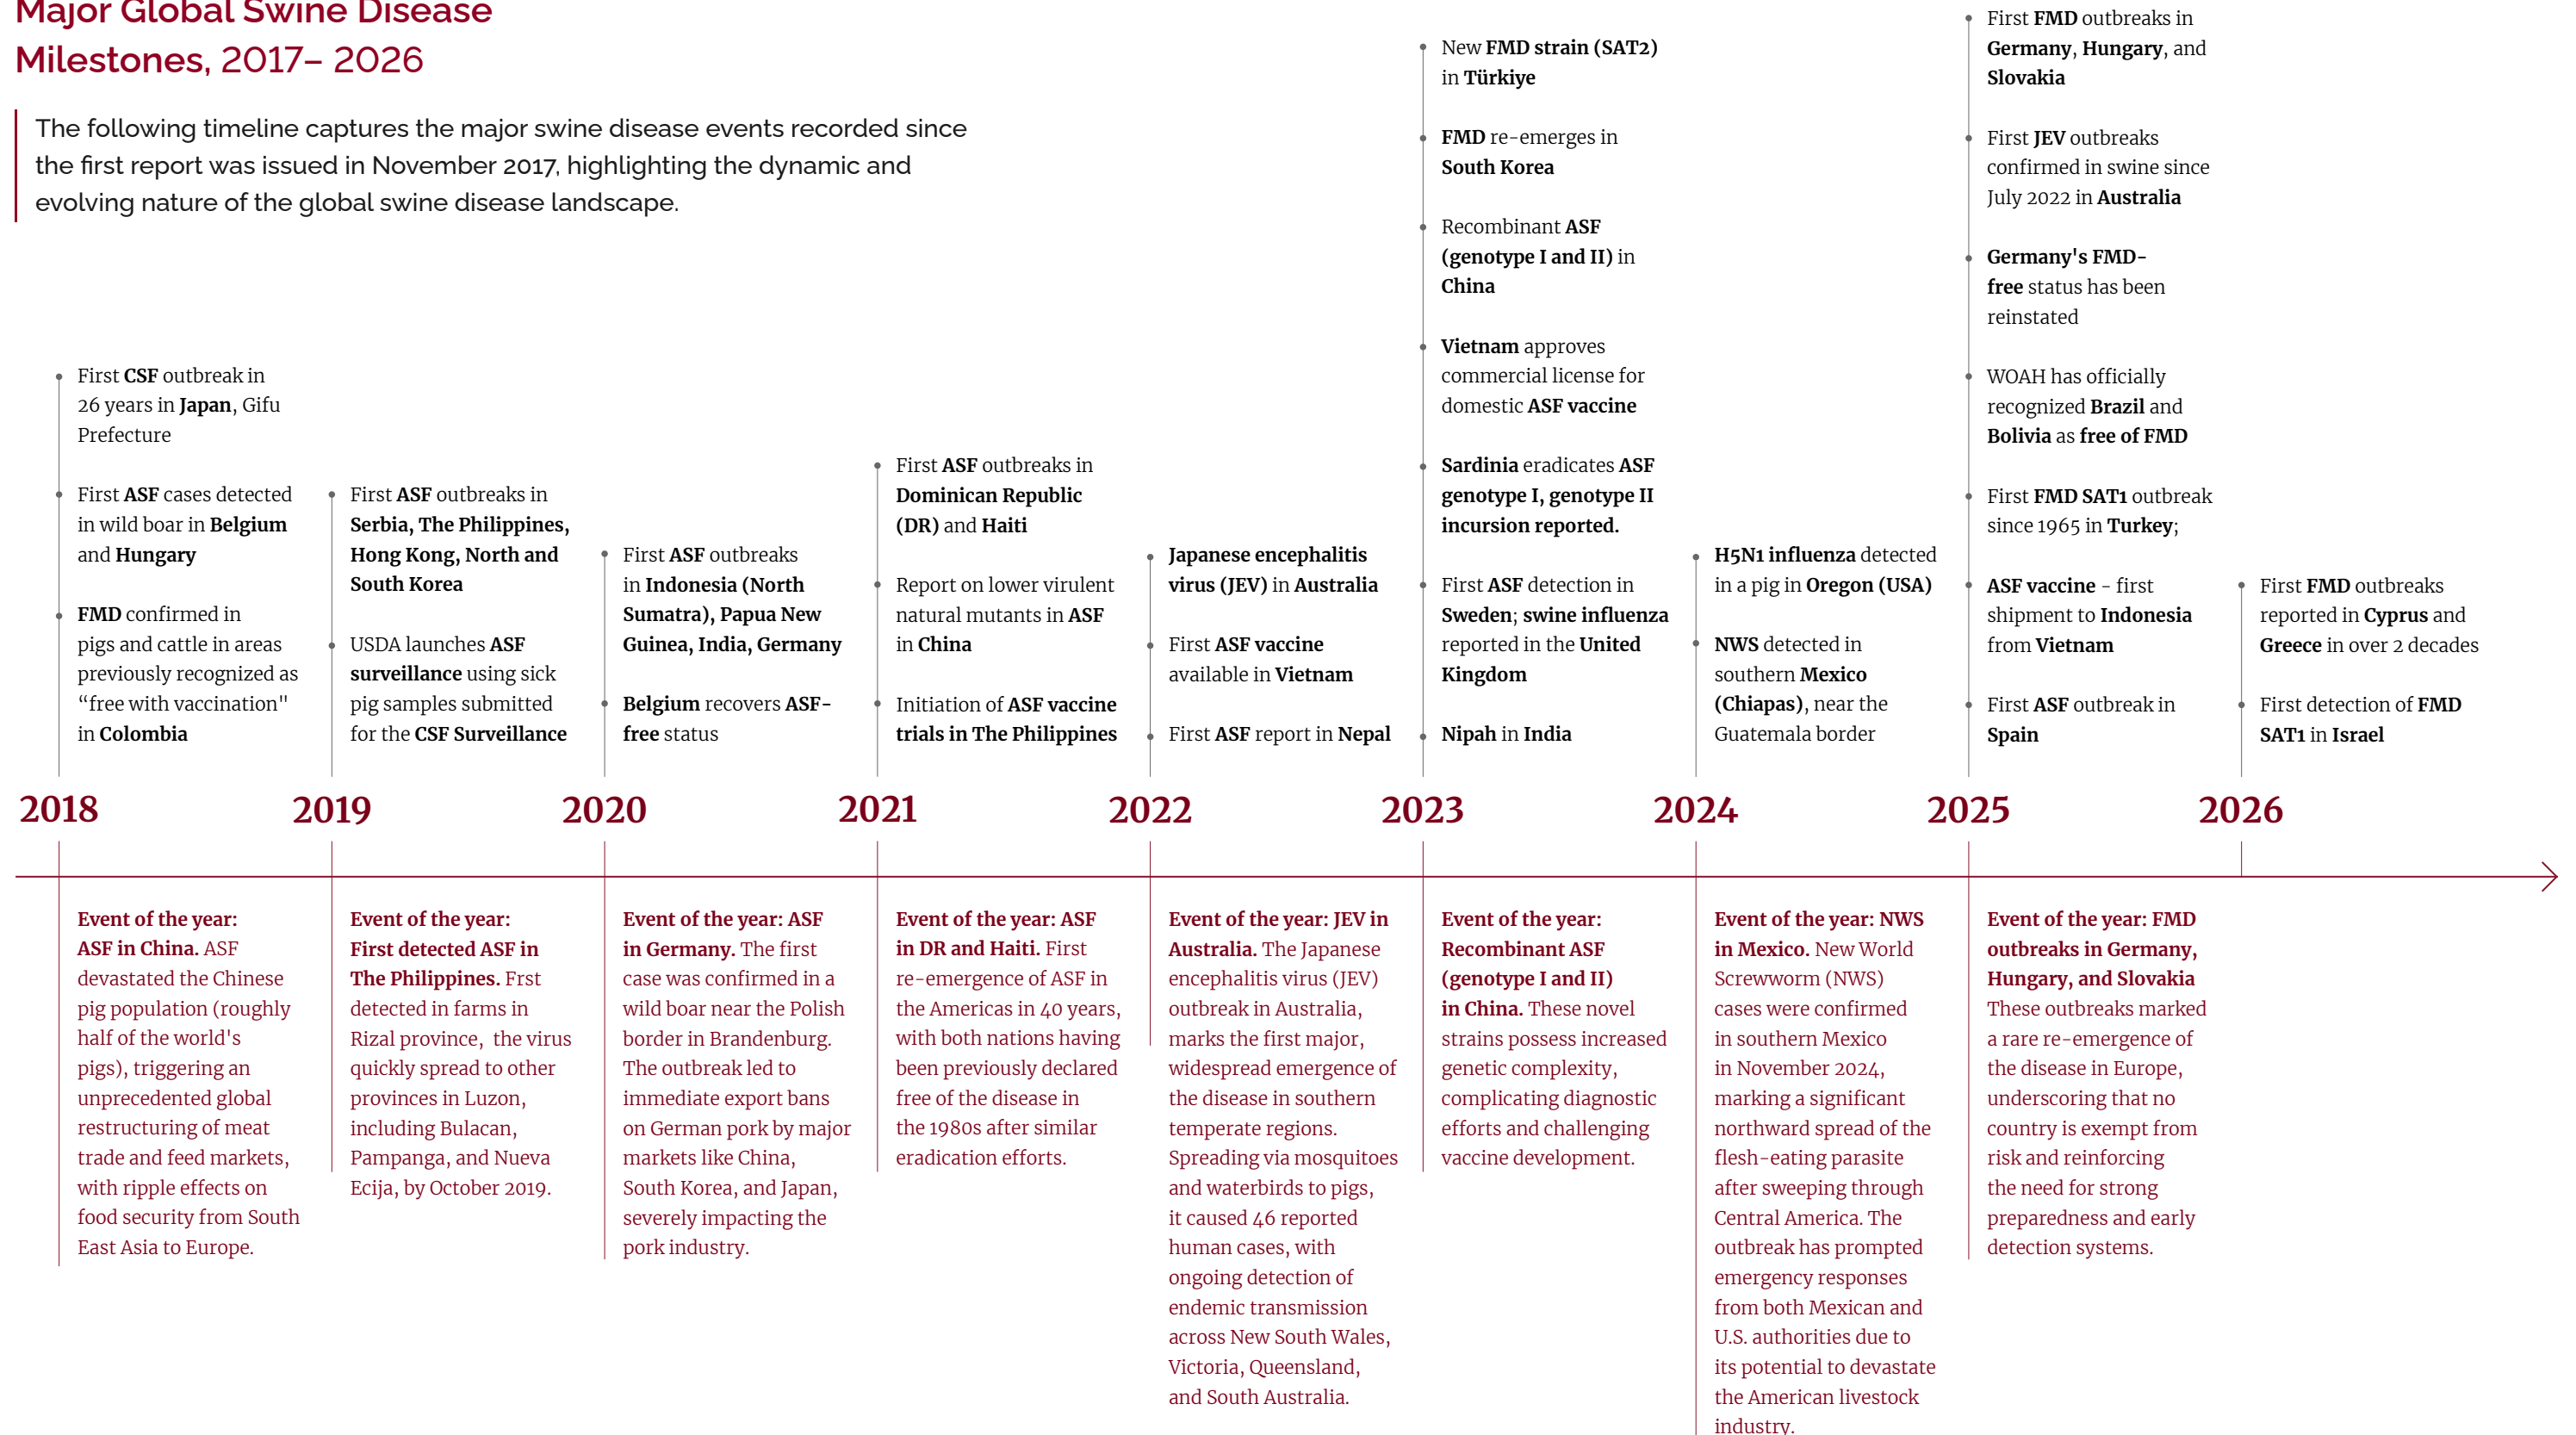 Major Global Swine Disease
Milestones, 2017– 2026
The following timeline captures the major swine disease events recorded since
the first report was issued in November 2017, highlighting the dynamic and
evolving nature of the global swine disease landscape.
First CSF outbreak in
26 years in Japan, Gifu
Prefecture
First ASF cases detected
in wild boar in Belgium
and Hungary
FMD confirmed in
pigs and cattle in areas
previously recognized as
“free with vaccination"
in Colombia
2018
Event of the year:
ASF in China. ASF
devastated the Chinese
pig population (roughly
half of the world's
pigs), triggering an
unprecedented global
restructuring of meat
trade and feed markets,
with ripple effects on
food security from South
East Asia to Europe.
First ASF outbreaks in
Serbia, The Philippines,
Hong Kong, North and
South Korea
USDA launches ASF
surveillance using sick
pig samples submitted
for the CSF Surveillance
2019
Event of the year:
First detected ASF in
The Philippines. Frst
detected in farms in
Rizal province, the virus
quickly spread to other
provinces in Luzon,
including Bulacan,
Pampanga, and Nueva
Ecija, by October 2019.
First ASF outbreaks
in Indonesia (North
Sumatra), Papua New
Guinea, India, Germany
Belgium recovers ASF-
free status
2020
Event of the year: ASF
in Germany. The first
case was confirmed in a
wild boar near the Polish
border in Brandenburg.
The outbreak led to
immediate export bans
on German pork by major
markets like China,
South Korea, and Japan,
severely impacting the
pork industry.
First ASF outbreaks in
Dominican Republic
(DR) and Haiti
Report on lower virulent
natural mutants in ASF
in China
Initiation of ASF vaccine
trials in The Philippines
2021
Event of the year: ASF
in DR and Haiti. First
re-emergence of ASF in
the Americas in 40 years,
with both nations having
been previously declared
free of the disease in
the 1980s after similar
eradication efforts.
Japanese encephalitis
virus (JEV) in Australia
First ASF vaccine
available in Vietnam
First ASF report in Nepal
2022
Event of the year: JEV in
Australia. The Japanese
encephalitis virus (JEV)
outbreak in Australia,
marks the first major,
widespread emergence of
the disease in southern
temperate regions.
Spreading via mosquitoes
and waterbirds to pigs,
it caused 46 reported
human cases, with
ongoing detection of
endemic transmission
across New South Wales,
Victoria, Queensland,
and South Australia.
New FMD strain (SAT2)
in Türkiye
FMD re-emerges in
South Korea
Recombinant ASF
(genotype I and II) in
China
Vietnam approves
commercial license for
domestic ASF vaccine
Sardinia eradicates ASF
genotype I, genotype II
incursion reported.
First ASF detection in
Sweden; swine influenza
reported in the United
Kingdom
Nipah in India
2023
Event of the year:
Recombinant ASF
(genotype I and II)
in China. These novel
strains possess increased
genetic complexity,
complicating diagnostic
efforts and challenging
vaccine development.
H5N1 influenza detected
in a pig in Oregon (USA)
NWS detected in
southern Mexico
(Chiapas), near the
Guatemala border
2024
Event of the year: NWS
in Mexico. New World
Screwworm (NWS)
cases were confirmed
in southern Mexico
in November 2024,
marking a significant
northward spread of the
flesh-eating parasite
after sweeping through
Central America. The
outbreak has prompted
emergency responses
from both Mexican and
U.S. authorities due to
its potential to devastate
the American livestock
industry.
First FMD outbreaks in
Germany, Hungary, and
Slovakia
First JEV outbreaks
confirmed in swine since
July 2022 in Australia
Germany's FMD-
free status has been
reinstated
WOAH has officially
recognized Brazil and
Bolivia as free of FMD
First FMD SAT1 outbreak
since 1965 in Turkey;
ASF vaccine - first
shipment to Indonesia
from Vietnam
First ASF outbreak in
Spain
2025
Event of the year: FMD
outbreaks in Germany,
Hungary, and Slovakia
These outbreaks marked
a rare re-emergence of
the disease in Europe,
underscoring that no
country is exempt from
risk and reinforcing
the need for strong
preparedness and early
detection systems.
First FMD outbreaks
reported in Cyprus and
Greece in over 2 decades
First detection of FMD
SAT1 in Israel
2026